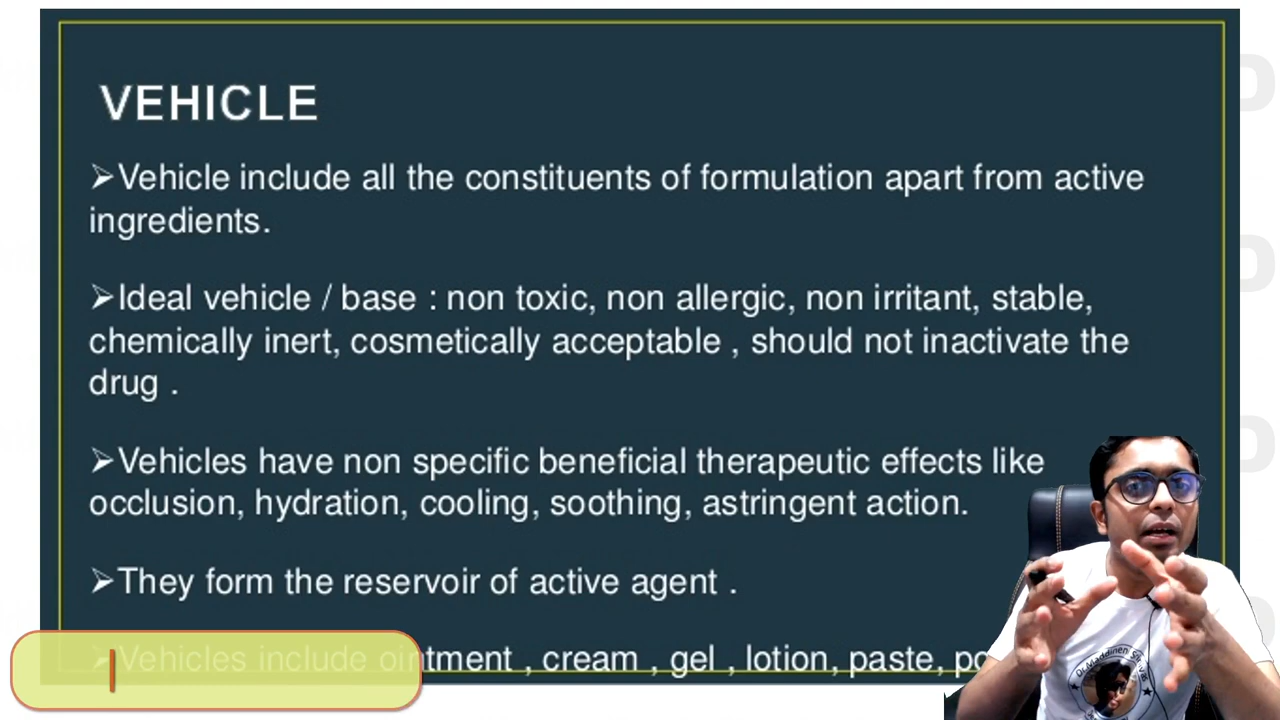 VEHICLE
➢Vehicle include all the constituents of formulation apart from active
ingredients.
➢Ideal vehicle / base : non toxic, non allergic, non irritant, stable,
chemically inert, cosmetically acceptable , should not inactivate the
drug .
➢Vehicles have non specific beneficial therapeutic effects like
occlusion, hydration, cooling, soothing, astringent action.
➢They form the reservoir of active agent .
➢Vehicles include ointment , cream , gel , lotion, paste,